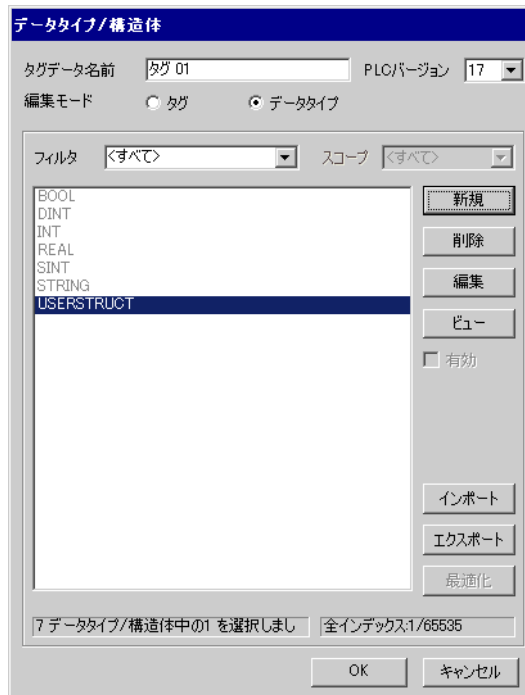 データタイプ/構造体
タグデータ名前 タグ 01 PLCバージョン 17
編集モード タグ データタイプ
フィルタ <すべて> スコープ <すべて>
BOOL
DINT
INT
REAL
SINT
STRING
USERSTRUCT
新規
削除
編集
ビュー
有効
インポート
エクスポート
最適化
7 データタイプ/構造体中の1 を選択しまし 全インデックス:1/65535
OK キャンセル